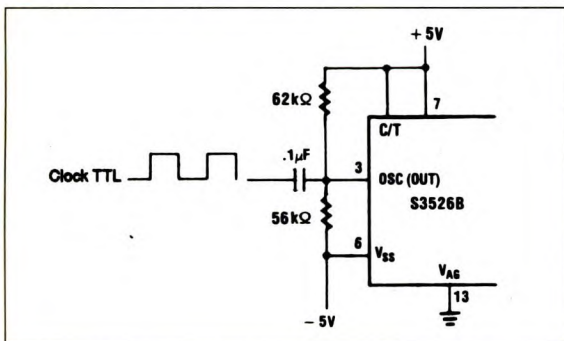 +5V
7
62kΩ
C/T
.1µF
Clock TTL
3
OSC (OUT)
S3526B
56kΩ
6
VSS
VAG
13
−5V